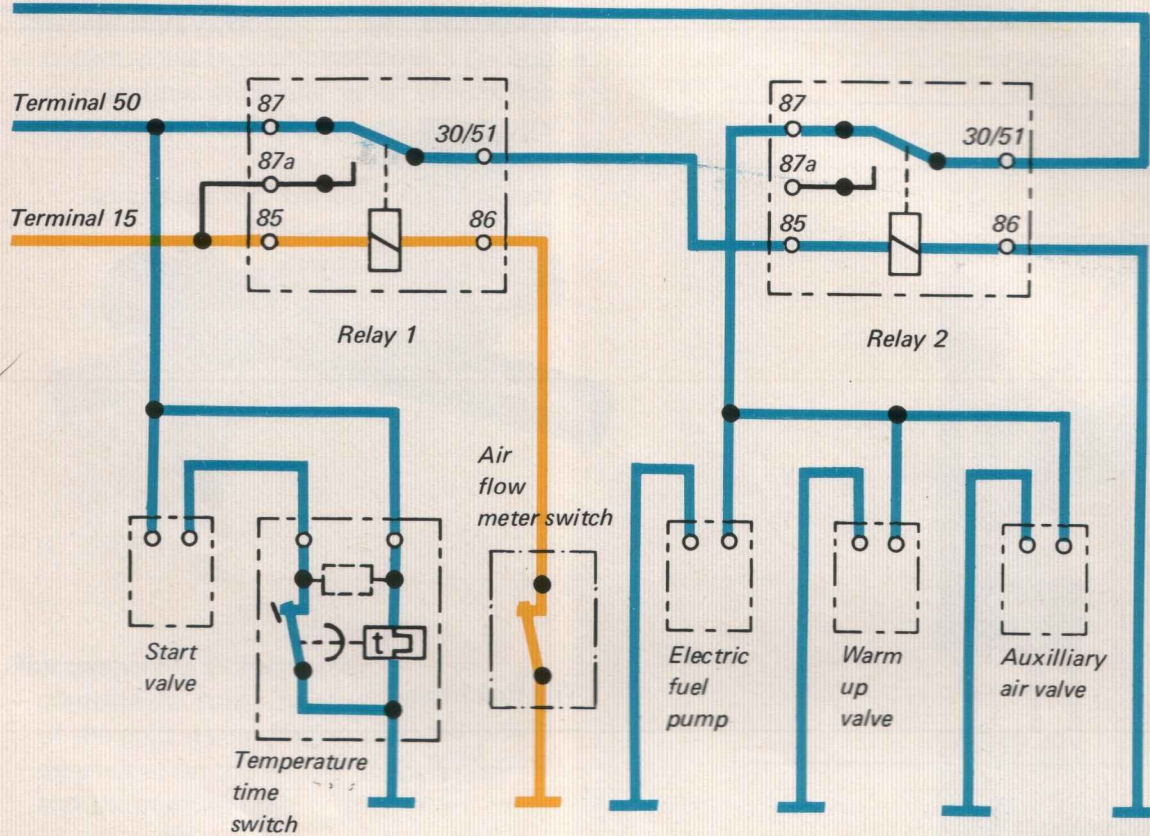 Terminal 50
87
30/51
87a
Terminal 15
85
86
Relay 1
87
30/51
87a
85
86
Relay 2
Start
valve
t
Temperature
time
switch
Air
flow
meter switch
Electric
fuel
pump
Warm
up
valve
Auxilliary
air valve